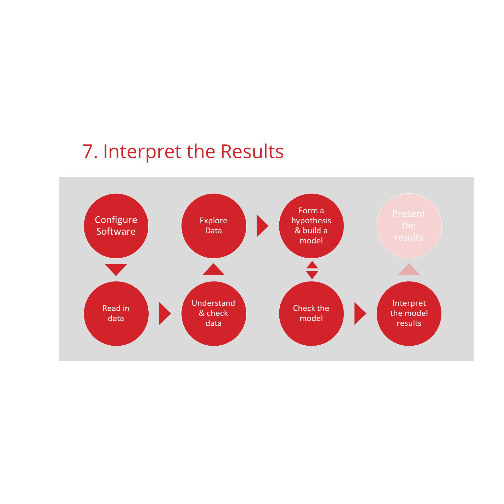 7. Interpret the Results
Configure
Software
Explore
Data
Form a
hypothesis
& build a
model
Present
the
results
Read in
data
Understand
& check
data
Check the
model
Interpret
the model
results